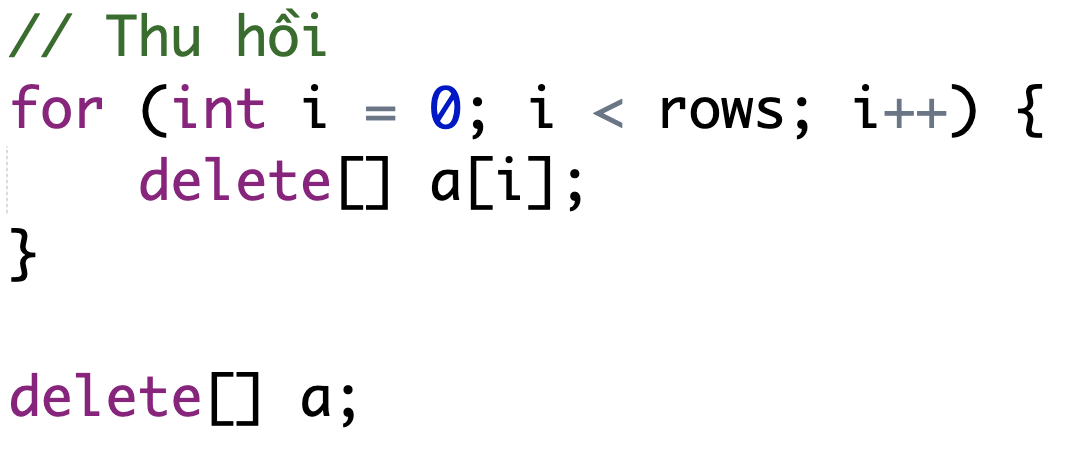 // Thu hồi
for (int i = 0; i < rows; i++) {
    delete[] a[i];
}
delete[] a;